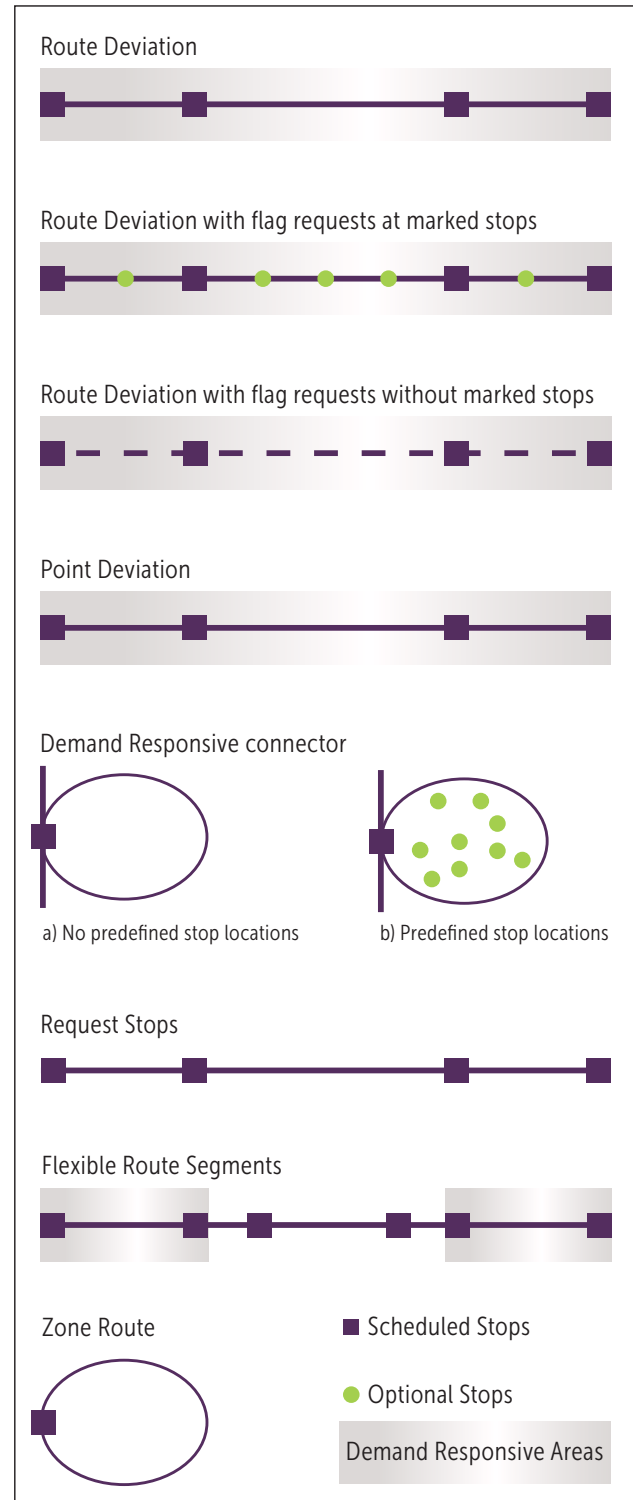 Route Deviation
Route Deviation with flag requests at marked stops
Route Deviation with flag requests without marked stops
Point Deviation
Demand Responsive connector
a) No predefined stop locations
b) Predefined stop locations
Request Stops
Flexible Route Segments
Zone Route
Scheduled Stops
Optional Stops
Demand Responsive Areas